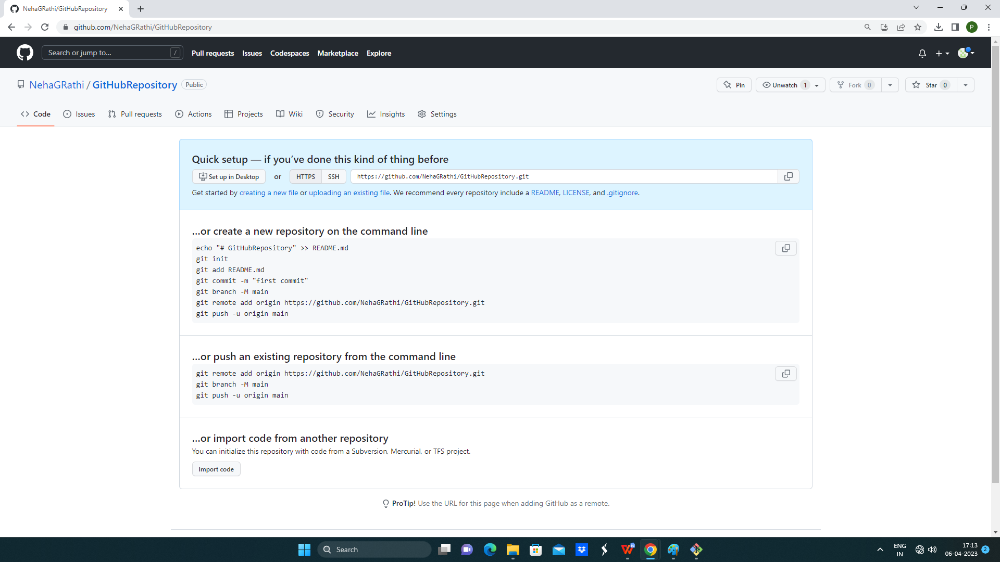 NehaGRathi/GitHubRepository
github.com/NehaGRathi/GitHubRepository
P
Search or jump to...
/
Pull requests
Issues
Codespaces
Marketplace
Explore
NehaGRathi / GitHubRepository
Public
Pin
Unwatch 1
Fork 0
Star 0
Code
Issues
Pull requests
Actions
Projects
Wiki
Security
Insights
Settings
Quick setup — if you’ve done this kind of thing before
Set up in Desktop
or
HTTPS
SSH
https://github.com/NehaGRathi/GitHubRepository.git
Get started by creating a new file or uploading an existing file. We recommend every repository include a README, LICENSE, and .gitignore.
…or create a new repository on the command line
echo "# GitHubRepository" >> README.md
git init
git add README.md
git commit -m "first commit"
git branch -M main
git remote add origin https://github.com/NehaGRathi/GitHubRepository.git
git push -u origin main
…or push an existing repository from the command line
git remote add origin https://github.com/NehaGRathi/GitHubRepository.git
git branch -M main
git push -u origin main
…or import code from another repository
You can initialize this repository with code from a Subversion, Mercurial, or TFS project.
Import code
ProTip! Use the URL for this page when adding GitHub as a remote.
Search
ENG
IN
17:13
06-04-2023
2